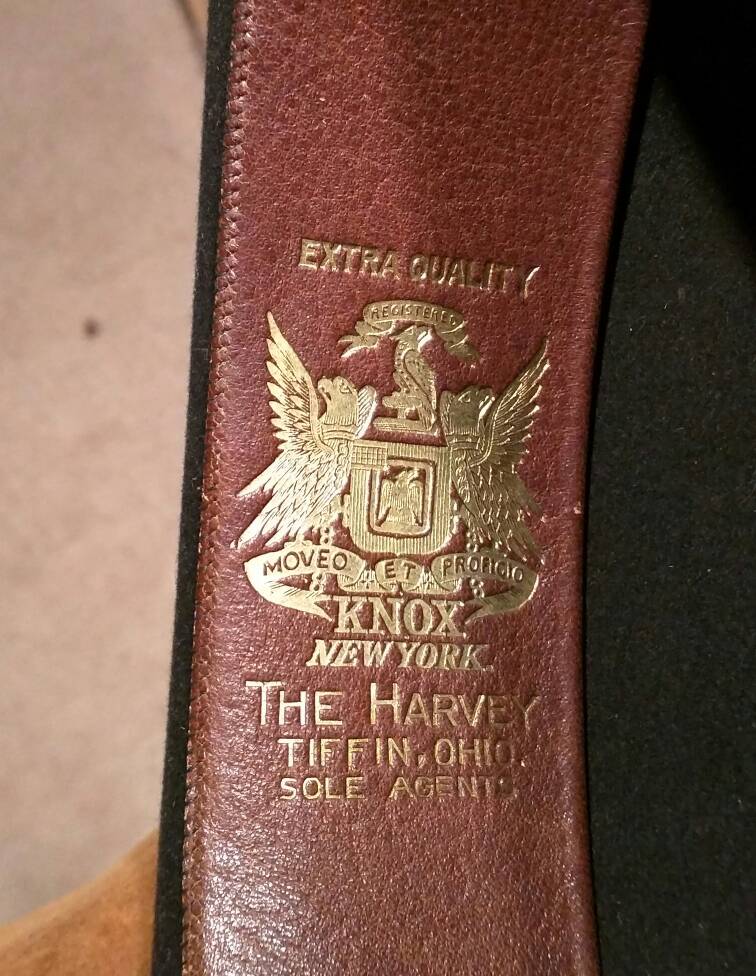 EXTRA QUALITY
REGISTERED
MOVEO ET PROFICIO
KNOX
NEW YORK.
THE HARVEY
TIFFIN, OHIO.
SOLE AGENTS